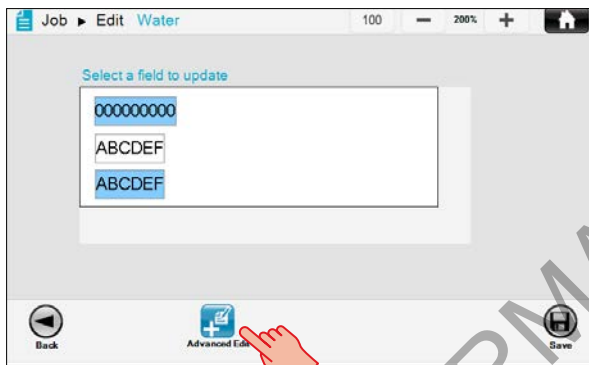 Job ▸ Edit Water 100 200% +
Select a field to update
000000000
ABCDEF
ABCDEF
Back Advanced Edit Save